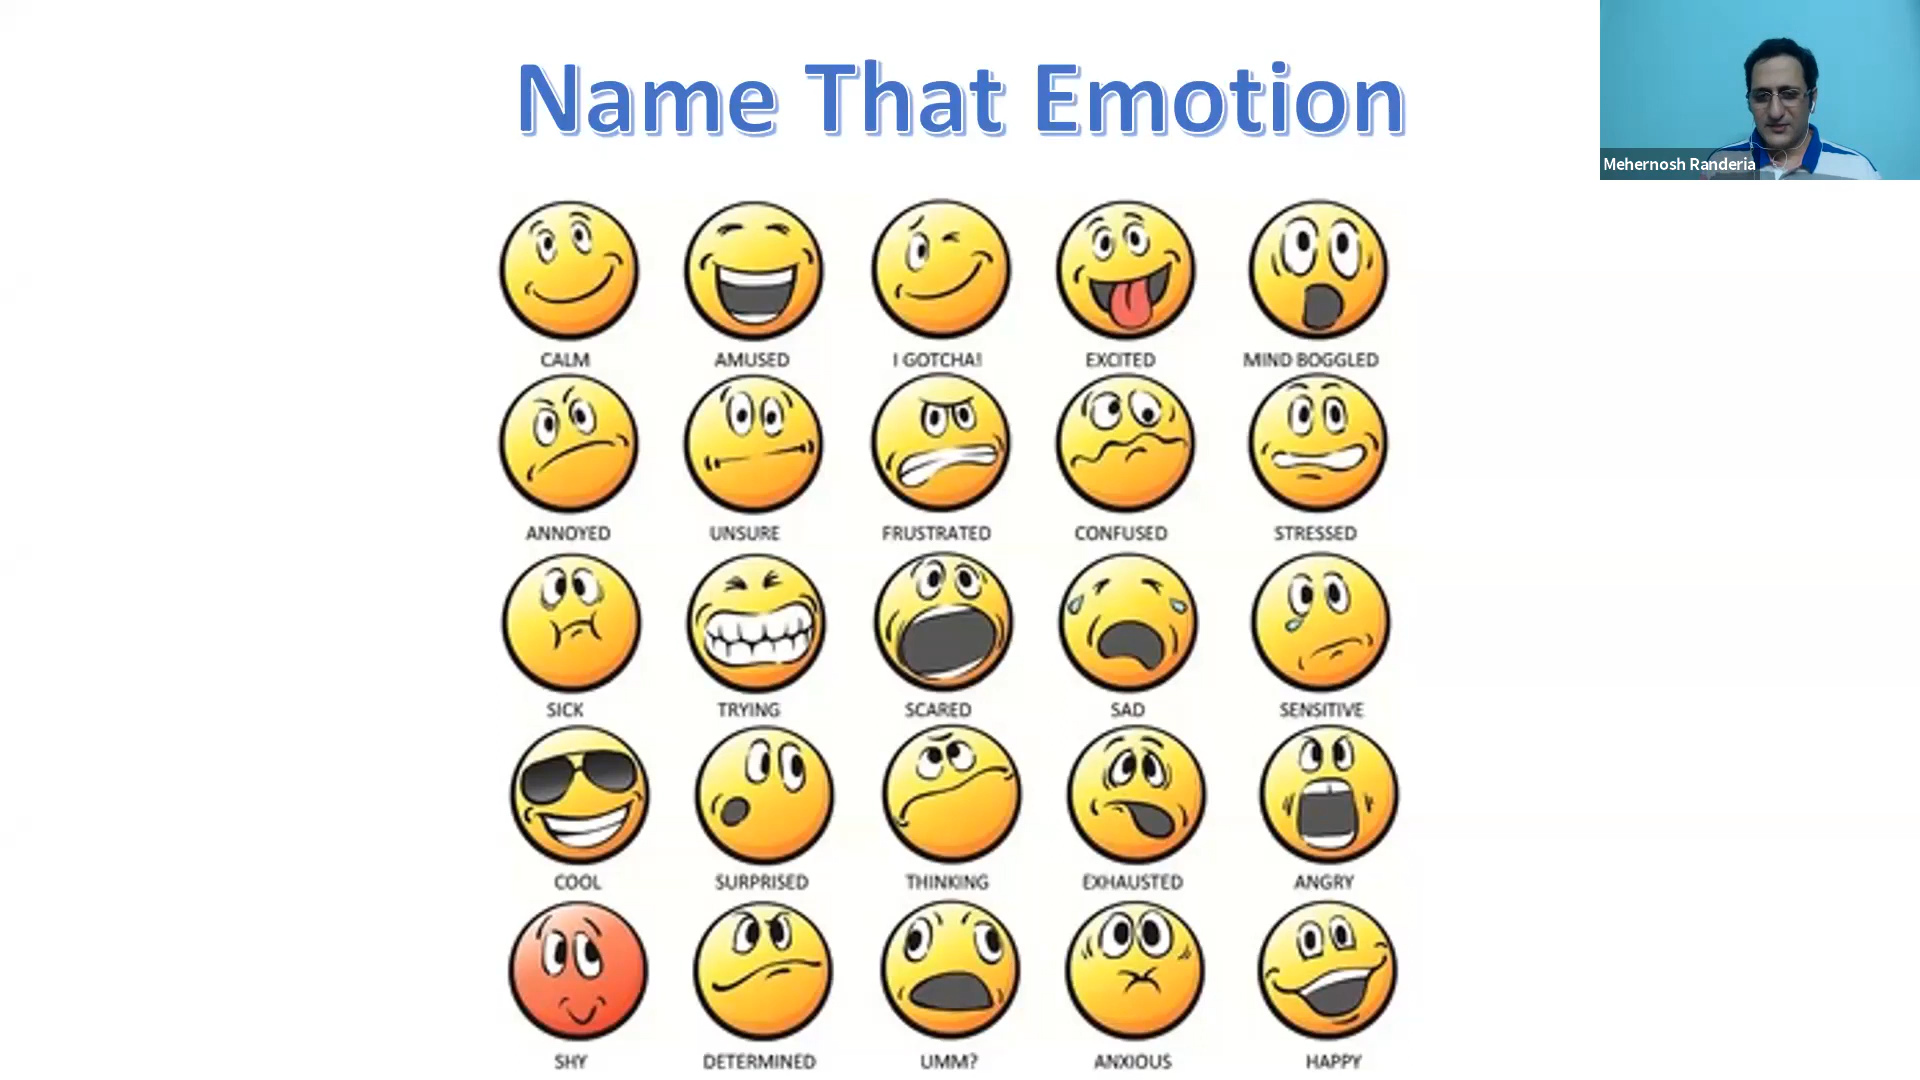 Name That Emotion
Mehernosh Randeria
CALM AMUSED I GOTCHA! EXCITED MIND BOGGLED
ANNOYED UNSURE FRUSTRATED CONFUSED STRESSED
SICK TRYING SCARED SAD SENSITIVE
COOL SURPRISED THINKING EXHAUSTED ANGRY
SHY DETERMINED UMM? ANXIOUS HAPPY